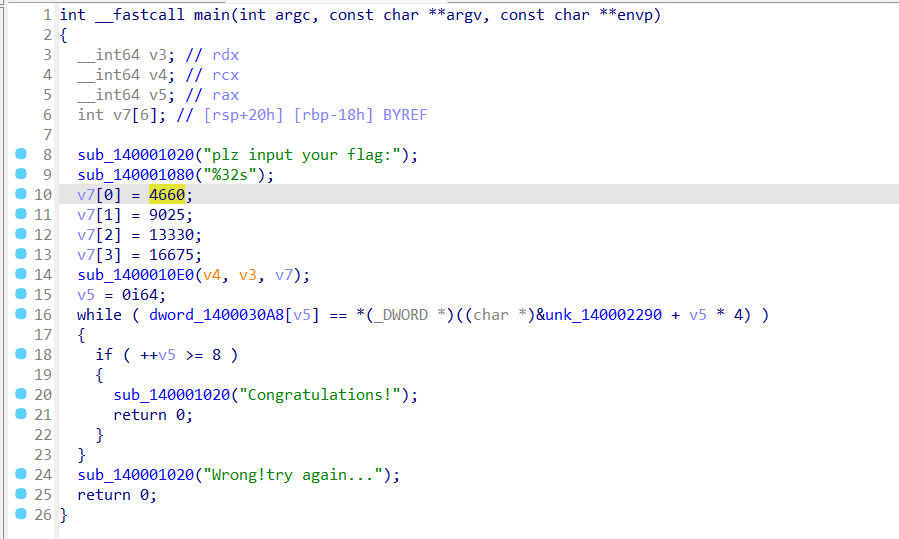 1 int __fastcall main(int argc, const char **argv, const char **envp)
2 {
3   __int64 v3; // rdx
4   __int64 v4; // rcx
5   __int64 v5; // rax
6   int v7[6]; // [rsp+20h] [rbp-18h] BYREF
7
8   sub_140001020("plz input your flag:");
9   sub_140001080("%32s");
10   v7[0] = 4660;
11   v7[1] = 9025;
12   v7[2] = 13330;
13   v7[3] = 16675;
14   sub_1400010E0(v4, v3, v7);
15   v5 = 0i64;
16   while ( dword_1400030A8[v5] == *(_DWORD *)((char *)&unk_140002290 + v5 * 4) )
17   {
18     if ( ++v5 >= 8 )
19     {
20       sub_140001020("Congratulations!");
21       return 0;
22     }
23   }
24   sub_140001020("Wrong!try again...");
25   return 0;
26 }